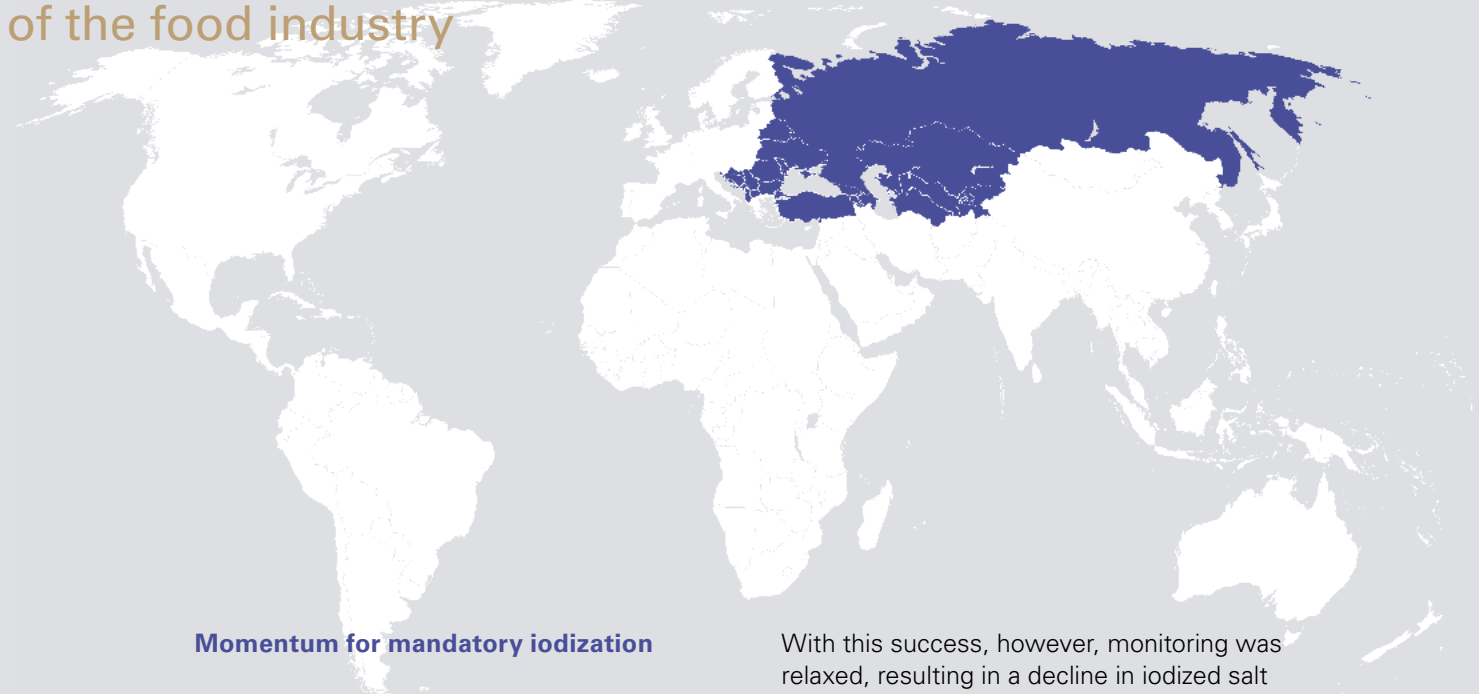 of the food industry
Momentum for mandatory iodization
With this success, however, monitoring was
relaxed, resulting in a decline in iodized salt